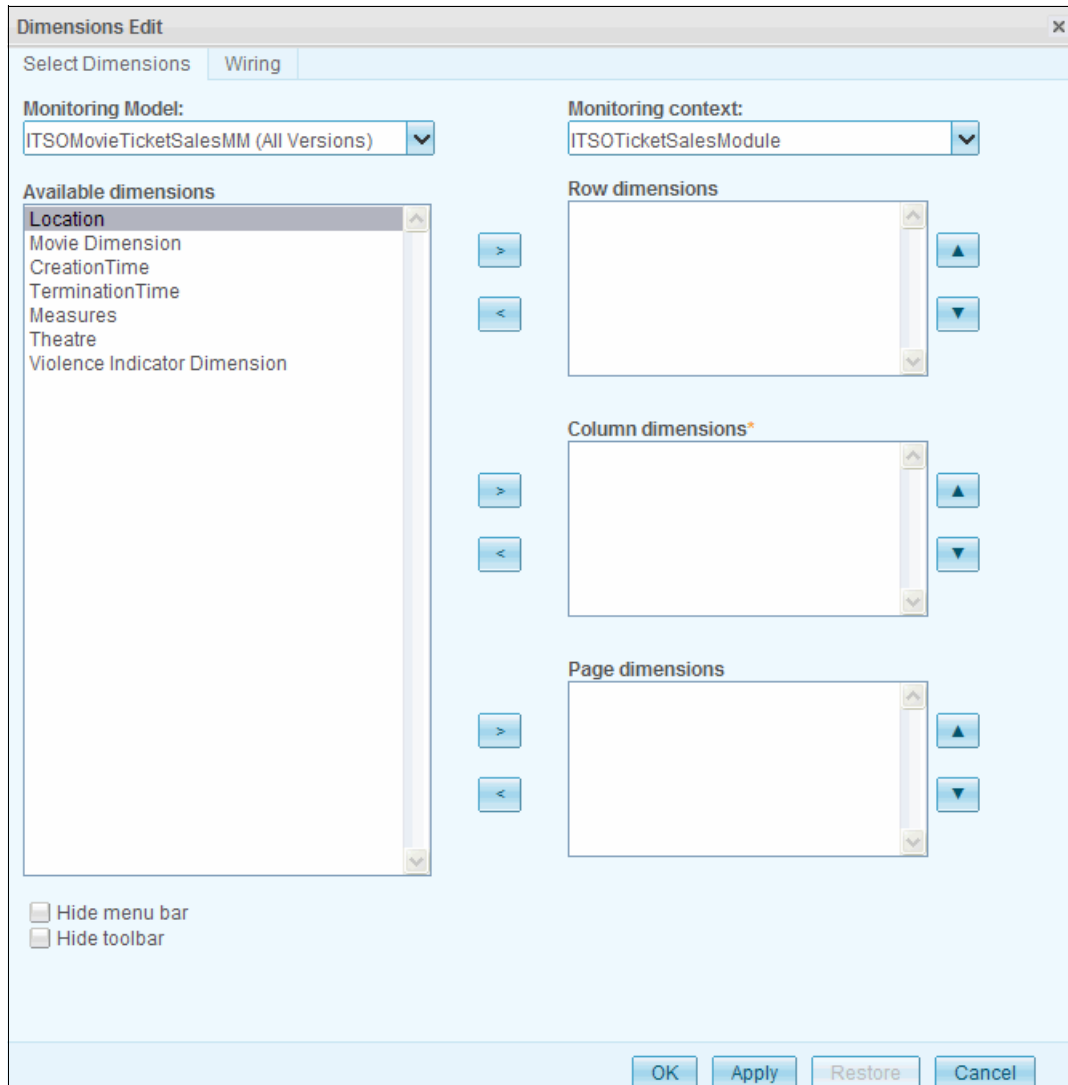 Dimensions Edit
Select Dimensions Wiring
Monitoring Model:
ITSOMovieTicketSalesMM (All Versions)
Monitoring context:
ITSOTicketSalesModule
Available dimensions
Location
Movie Dimension
CreationTime
TerminationTime
Measures
Theatre
Violence Indicator Dimension
Row dimensions
>
<
Column dimensions*
>
<
Page dimensions
>
<
Hide menu bar
Hide toolbar
OK Apply Restore Cancel